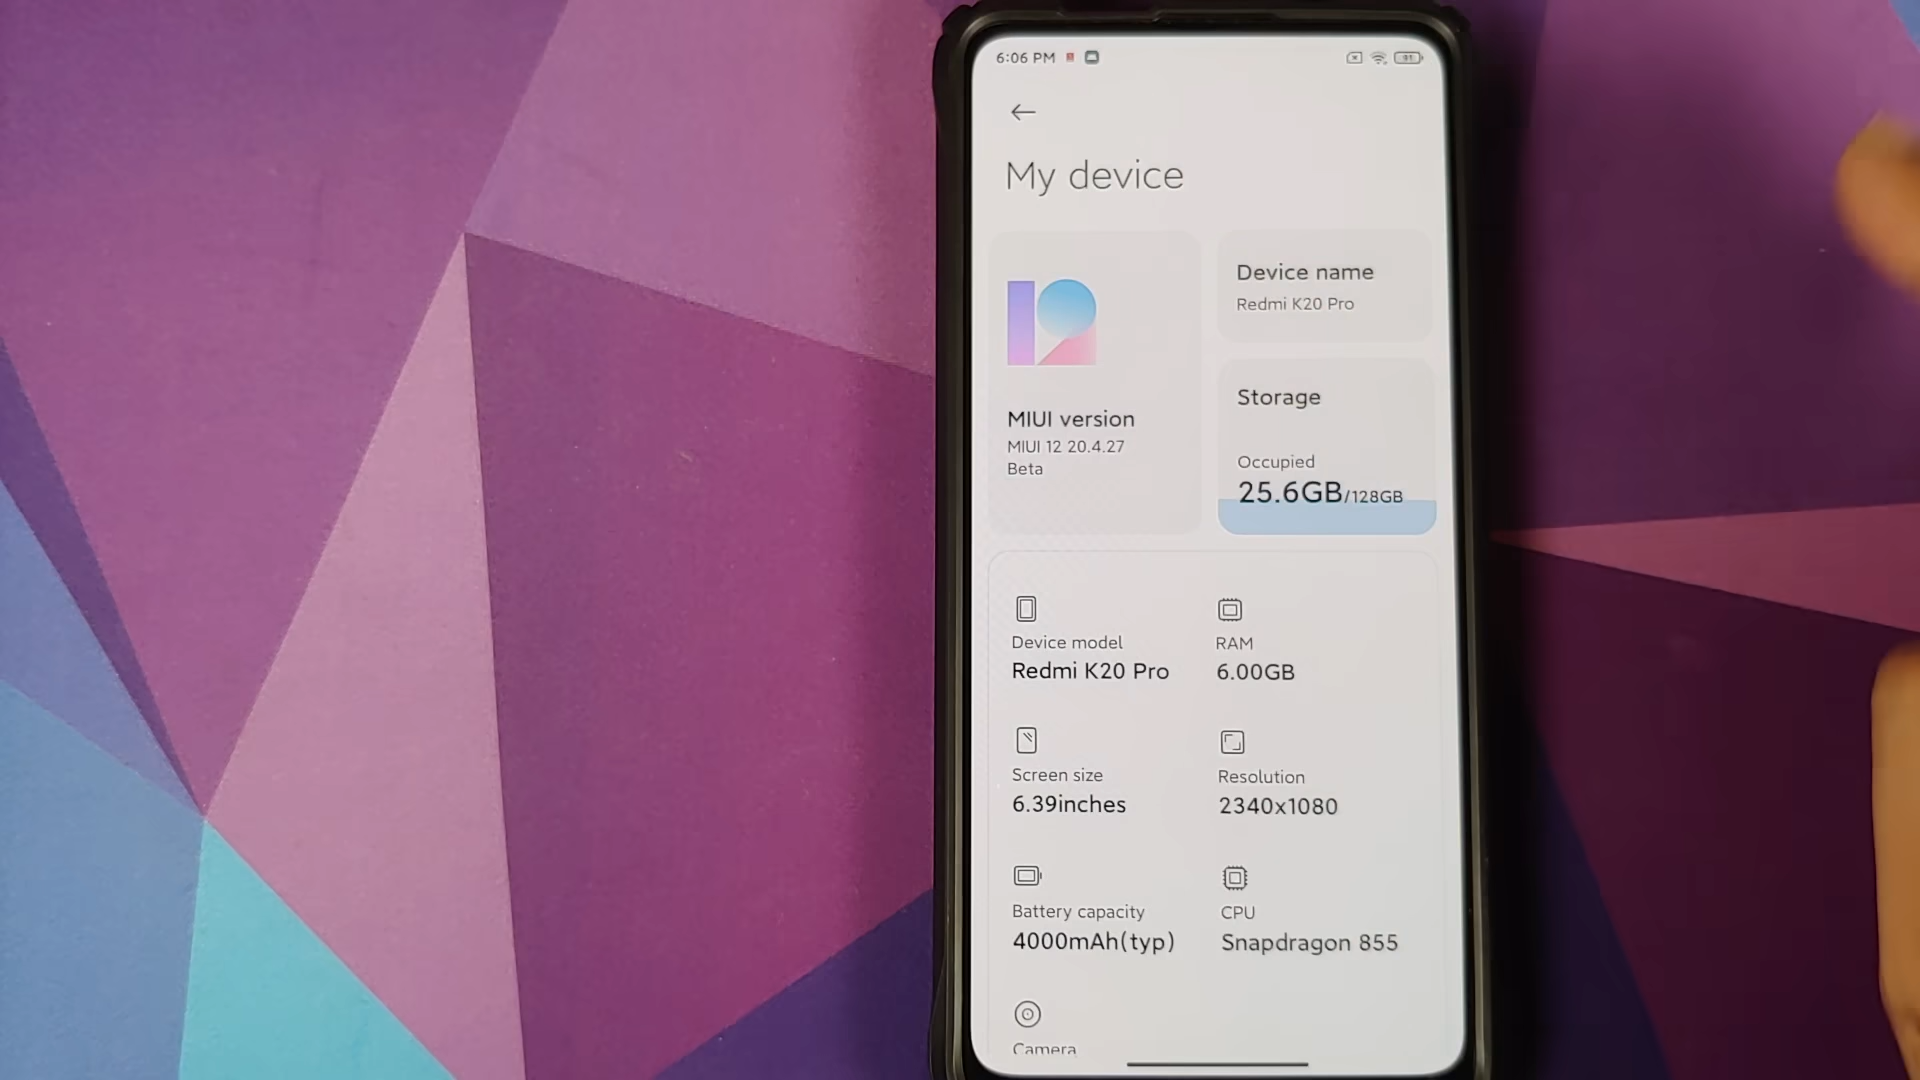 6:06 PM
91
My device
MIUI version
MIUI 12 20.4.27
Beta
Device name
Redmi K20 Pro
Storage
Occupied
25.6GB/128GB
Device model
Redmi K20 Pro
RAM
6.00GB
Screen size
6.39inches
Resolution
2340x1080
Battery capacity
4000mAh(typ)
CPU
Snapdragon 855
Camera